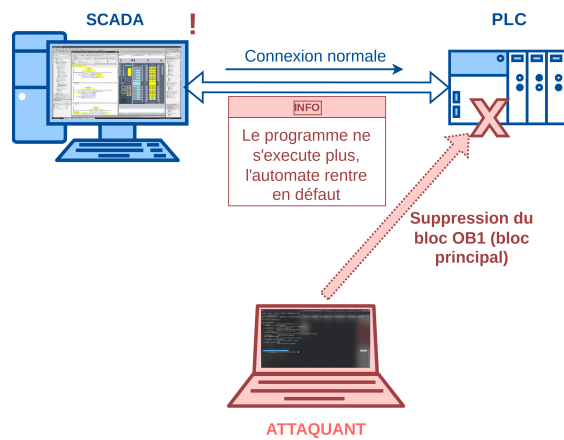 SCADA
!
PLC
Connexion normale
INFO
Le programme ne
s'execute plus,
l'automate rentre
en défaut
Suppression du
bloc OB1 (bloc
principal)
ATTAQUANT